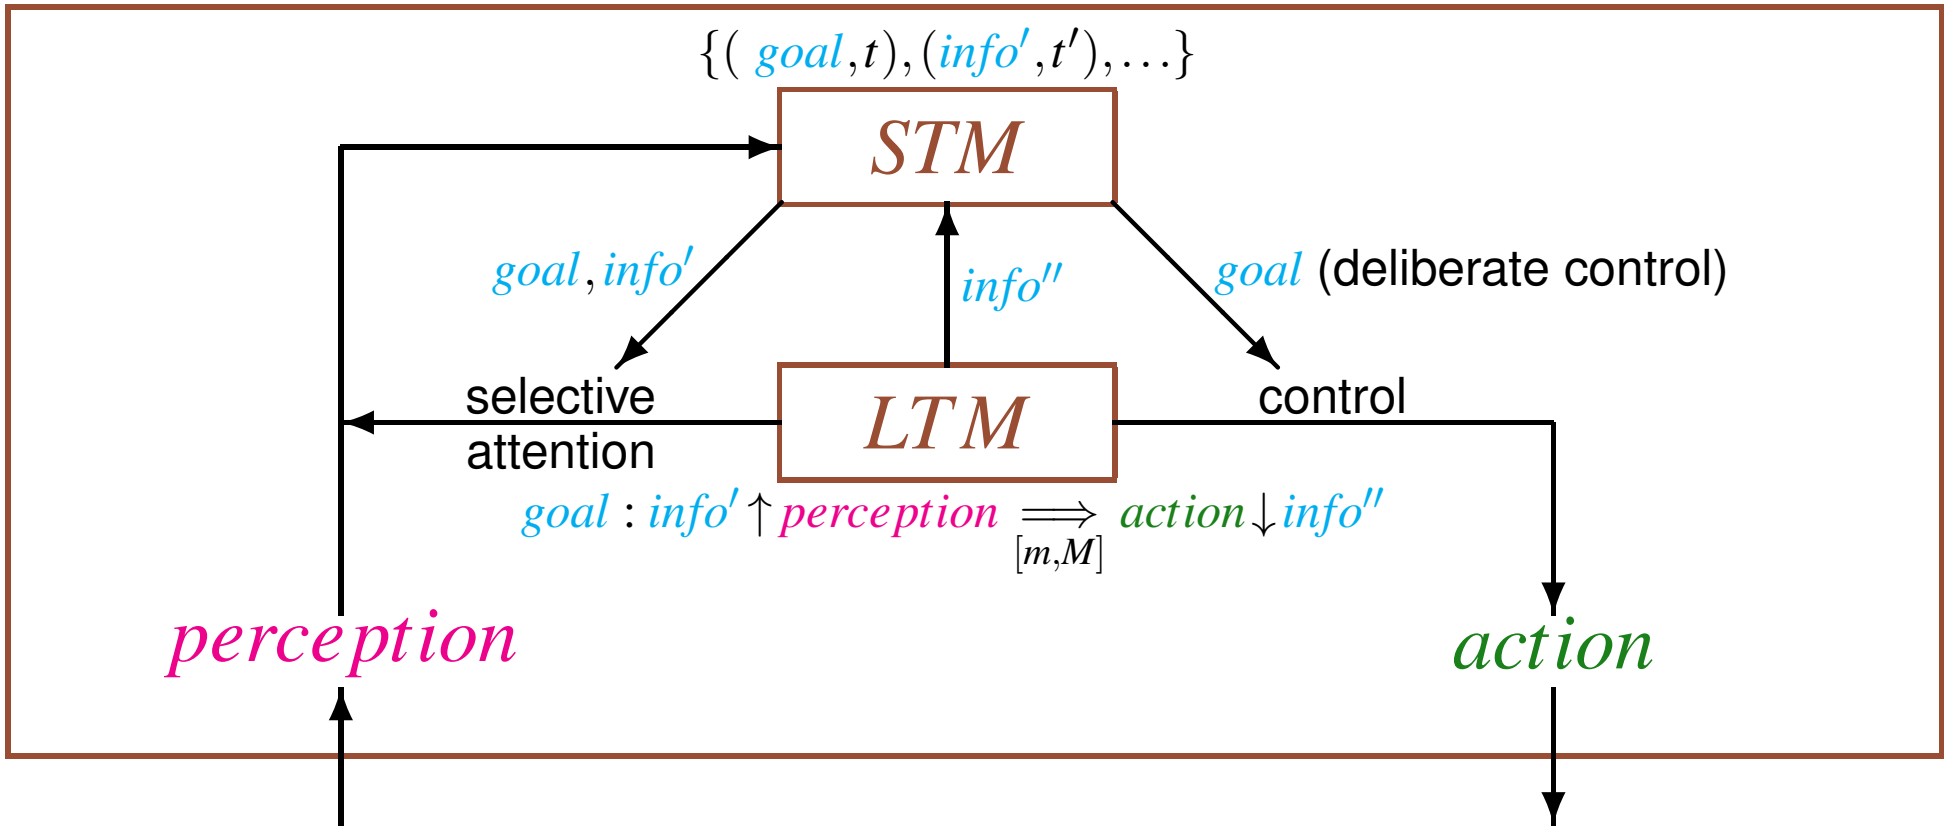 {( goal,t),(info′,t′),...}
STM
goal,info′
info″
goal (deliberate control)
selective
attention
LTM
control
goal : info′ ↑ perception ⟹ action ↓ info″
[m,M]
perception
action